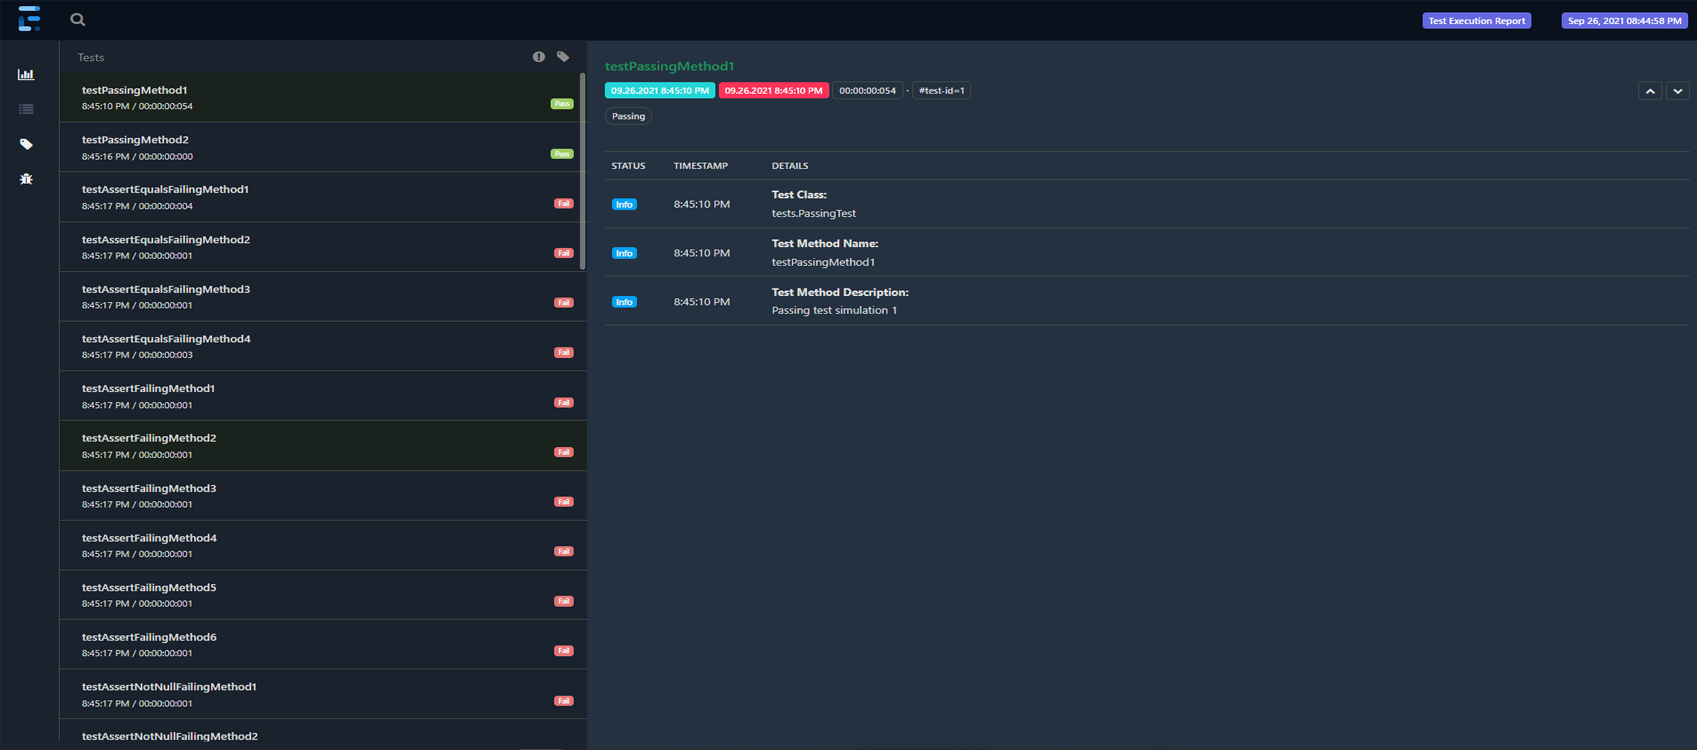 Test Execution Report
Sep 26, 2021 08:44:58 PM
Tests
testPassingMethod1
8:45:10 PM / 00:00:00:054
Pass
testPassingMethod2
8:45:16 PM / 00:00:00:000
Pass
testAssertEqualsFailingMethod1
8:45:17 PM / 00:00:00:004
Fail
testAssertEqualsFailingMethod2
8:45:17 PM / 00:00:00:001
Fail
testAssertEqualsFailingMethod3
8:45:17 PM / 00:00:00:001
Fail
testAssertEqualsFailingMethod4
8:45:17 PM / 00:00:00:003
Fail
testAssertFailingMethod1
8:45:17 PM / 00:00:00:001
Fail
testAssertFailingMethod2
8:45:17 PM / 00:00:00:001
Fail
testAssertFailingMethod3
8:45:17 PM / 00:00:00:001
Fail
testAssertFailingMethod4
8:45:17 PM / 00:00:00:001
Fail
testAssertFailingMethod5
8:45:17 PM / 00:00:00:001
Fail
testAssertFailingMethod6
8:45:17 PM / 00:00:00:001
Fail
testAssertNotNullFailingMethod1
8:45:17 PM / 00:00:00:001
Fail
testAssertNotNullFailingMethod2
testPassingMethod1
09.26.2021 8:45:10 PM 09.26.2021 8:45:10 PM 00:00:00:054 · #test-id=1
Passing
STATUS TIMESTAMP DETAILS
Info 8:45:10 PM Test Class:
tests.PassingTest
Info 8:45:10 PM Test Method Name:
testPassingMethod1
Info 8:45:10 PM Test Method Description:
Passing test simulation 1